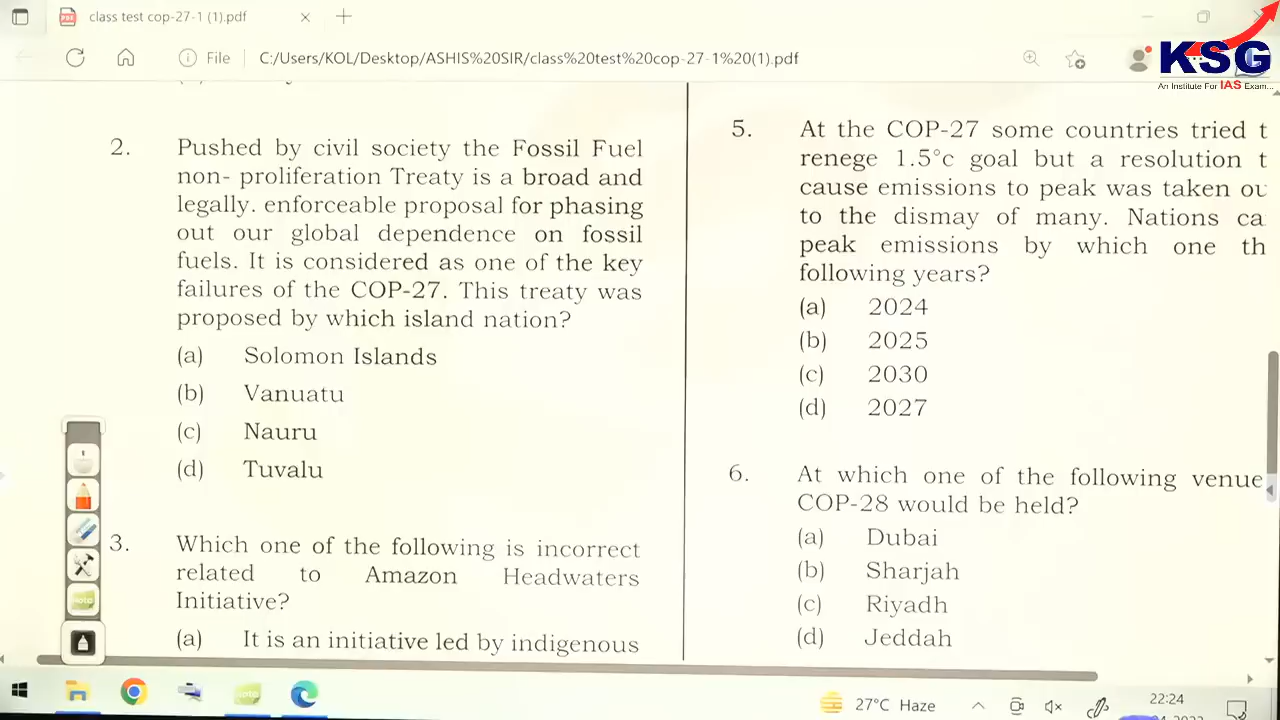 class test cop-27-1 (1).pdf
File
C:/Users/KOL/Desktop/ASHIS%20SIR/class%20test%20cop-27-1%20(1).pdf
KSG
An Institute For IAS Exam...
2. Pushed by civil society the Fossil Fuel
non- proliferation Treaty is a broad and
legally. enforceable proposal for phasing
out our global dependence on fossil
fuels. It is considered as one of the key
failures of the COP-27. This treaty was
proposed by which island nation?
(a) Solomon Islands
(b) Vanuatu
(c) Nauru
(d) Tuvalu
3. Which one of the following is incorrect
related to Amazon Headwaters
Initiative?
(a) It is an initiative led by indigenous
5. At the COP-27 some countries tried t
renege 1.5°c goal but a resolution t
cause emissions to peak was taken ou
to the dismay of many. Nations ca
peak emissions by which one th
following years?
(a) 2024
(b) 2025
(c) 2030
(d) 2027
6. At which one of the following venue
COP-28 would be held?
(a) Dubai
(b) Sharjah
(c) Riyadh
(d) Jeddah
27°C Haze
22:24